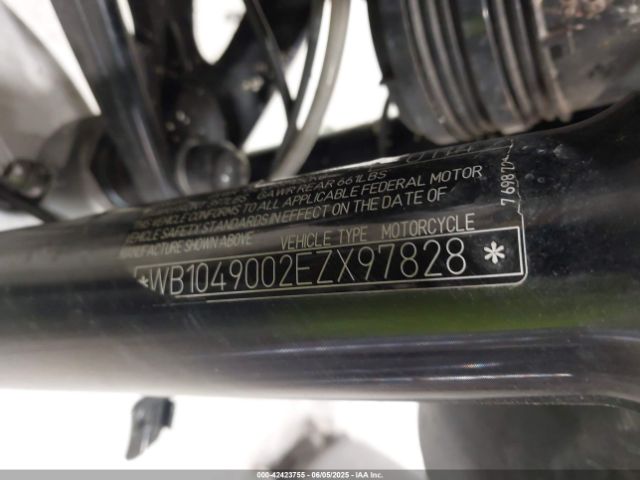 GAWR REAR 661LBS
THIS VEHICLE CONFORMS TO ALL APPLICABLE FEDERAL MOTOR
VEHICLE SAFETY STANDARDS IN EFFECT ON THE DATE OF
MANUFACTURE SHOWN ABOVE VEHICLE TYPE MOTORCYCLE
*WB1049002EZX97828*
000-42423755 - 06/05/2025 - IAA Inc.